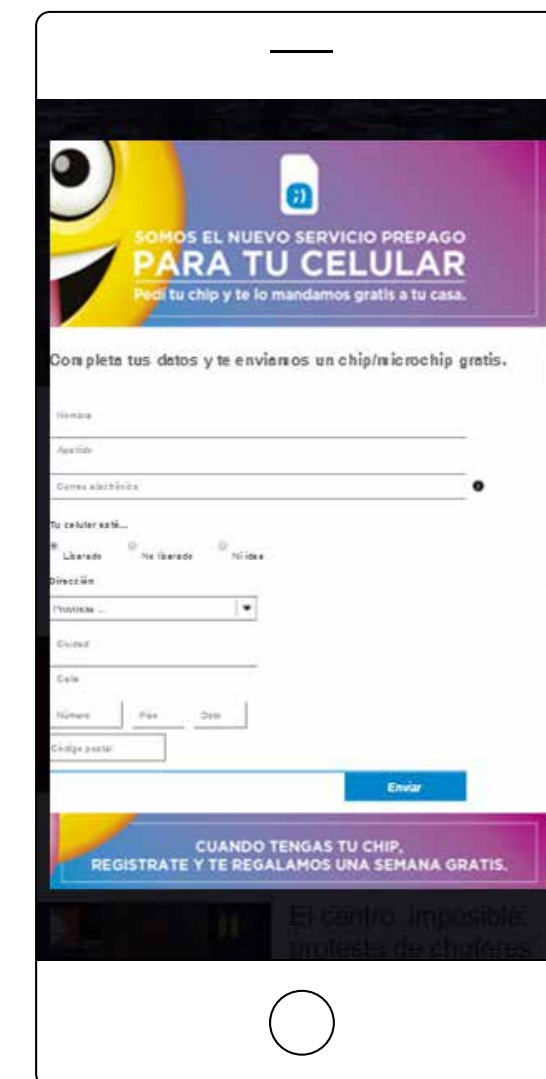 ;)
SOMOS EL NUEVO SERVICIO PREPAGO
PARA TU CELULAR
Pedí tu chip y te lo mandamos gratis a tu casa.
Completa tus datos y te enviamos un chip/microchip gratis.
Nombre
Apellido
Correo electrónico
Tu celular está...
Liberado No liberado Ni idea
Dirección
Provincia ...
Ciudad
Calle
Número Piso Dpto
Código postal
Enviar
CUANDO TENGAS TU CHIP,
REGISTRATE Y TE REGALAMOS UNA SEMANA GRATIS.
El centro imposible:
protesta de choferes